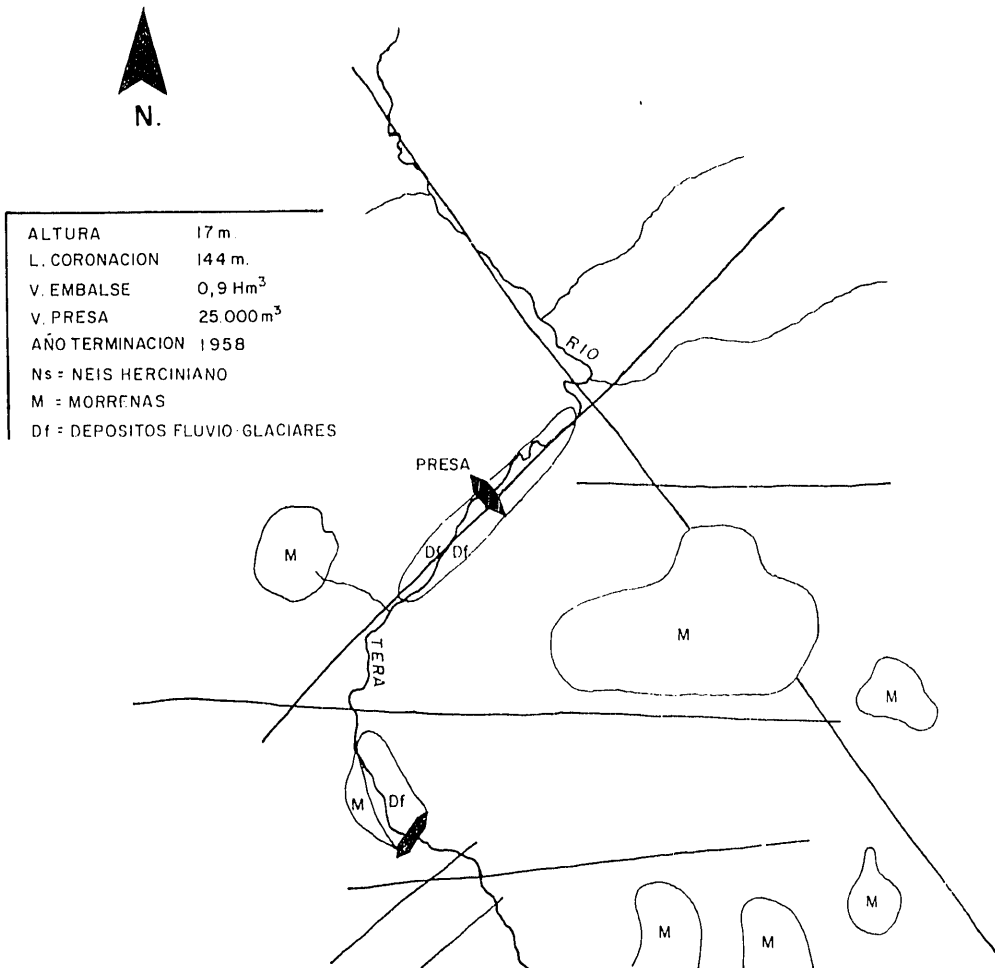 N.
ALTURA 17 m.
L. CORONACION 144 m.
V. EMBALSE 0,9 Hm³
V. PRESA 25.000 m³
AÑO TERMINACION 1958
Ns = NEIS HERCINIANO
M = MORRENAS
Df = DEPOSITOS FLUVIO-GLACIARES
RIO
PRESA
Df Df
M
M
TERA
M
M Df
M
M
M